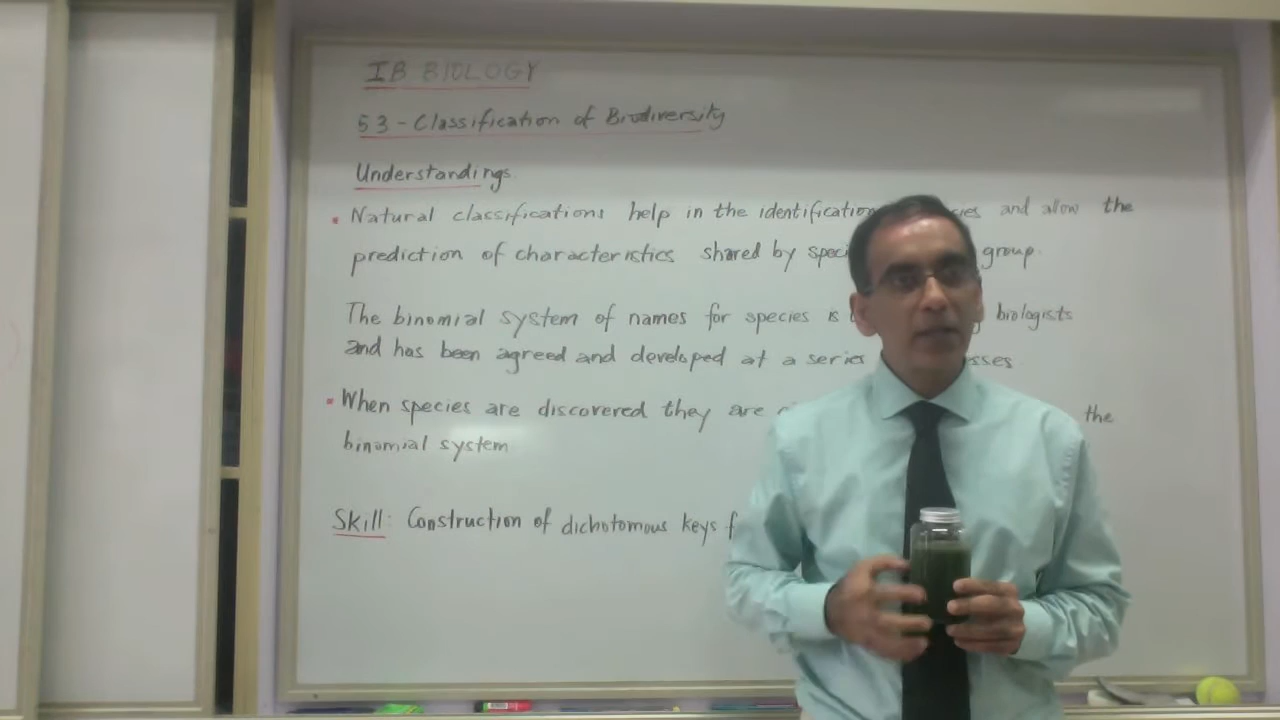 IB BIOLOGY
5.3 - Classification of Biodiversity
Understandings
• Natural classifications help in the identification and allow the
prediction of characteristics shared by group.
The binomial system of names for species is biologists
and has been agreed and developed at a series
• When species are discovered they are the
binomial system
Skill: Construction of dichotomous keys